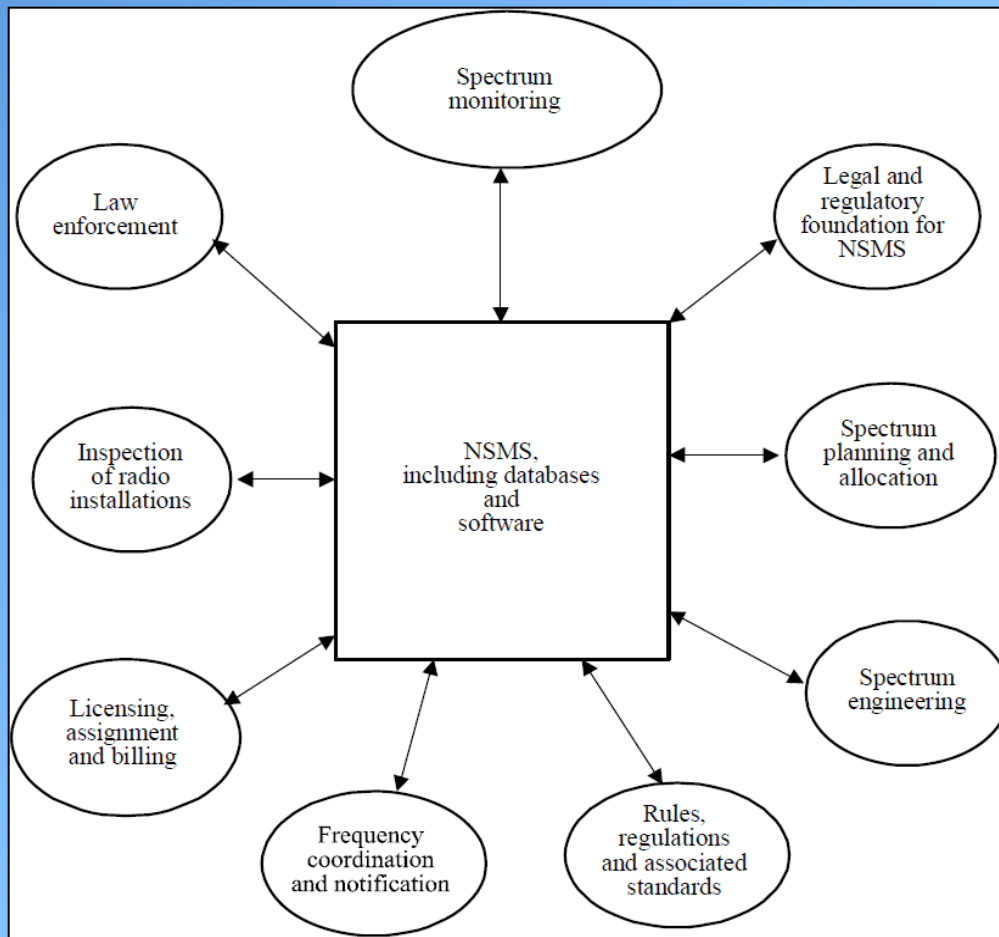 Spectrum
monitoring
Law
enforcement
Legal and
regulatory
foundation for
NSMS
Inspection
of radio
installations
NSMS,
including databases
and
software
Spectrum
planning and
allocation
Licensing,
assignment
and billing
Spectrum
engineering
Frequency
coordination
and notification
Rules,
regulations
and associated
standards